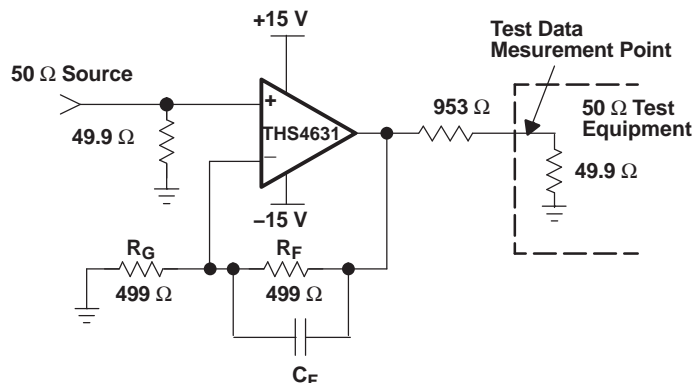 +15 V
Test Data
Mesurement Point
50 Ω Source
+
953 Ω
50 Ω Test
Equipment
THS4631
49.9 Ω
−
49.9 Ω
−15 V
RG
RF
499 Ω
499 Ω
CF